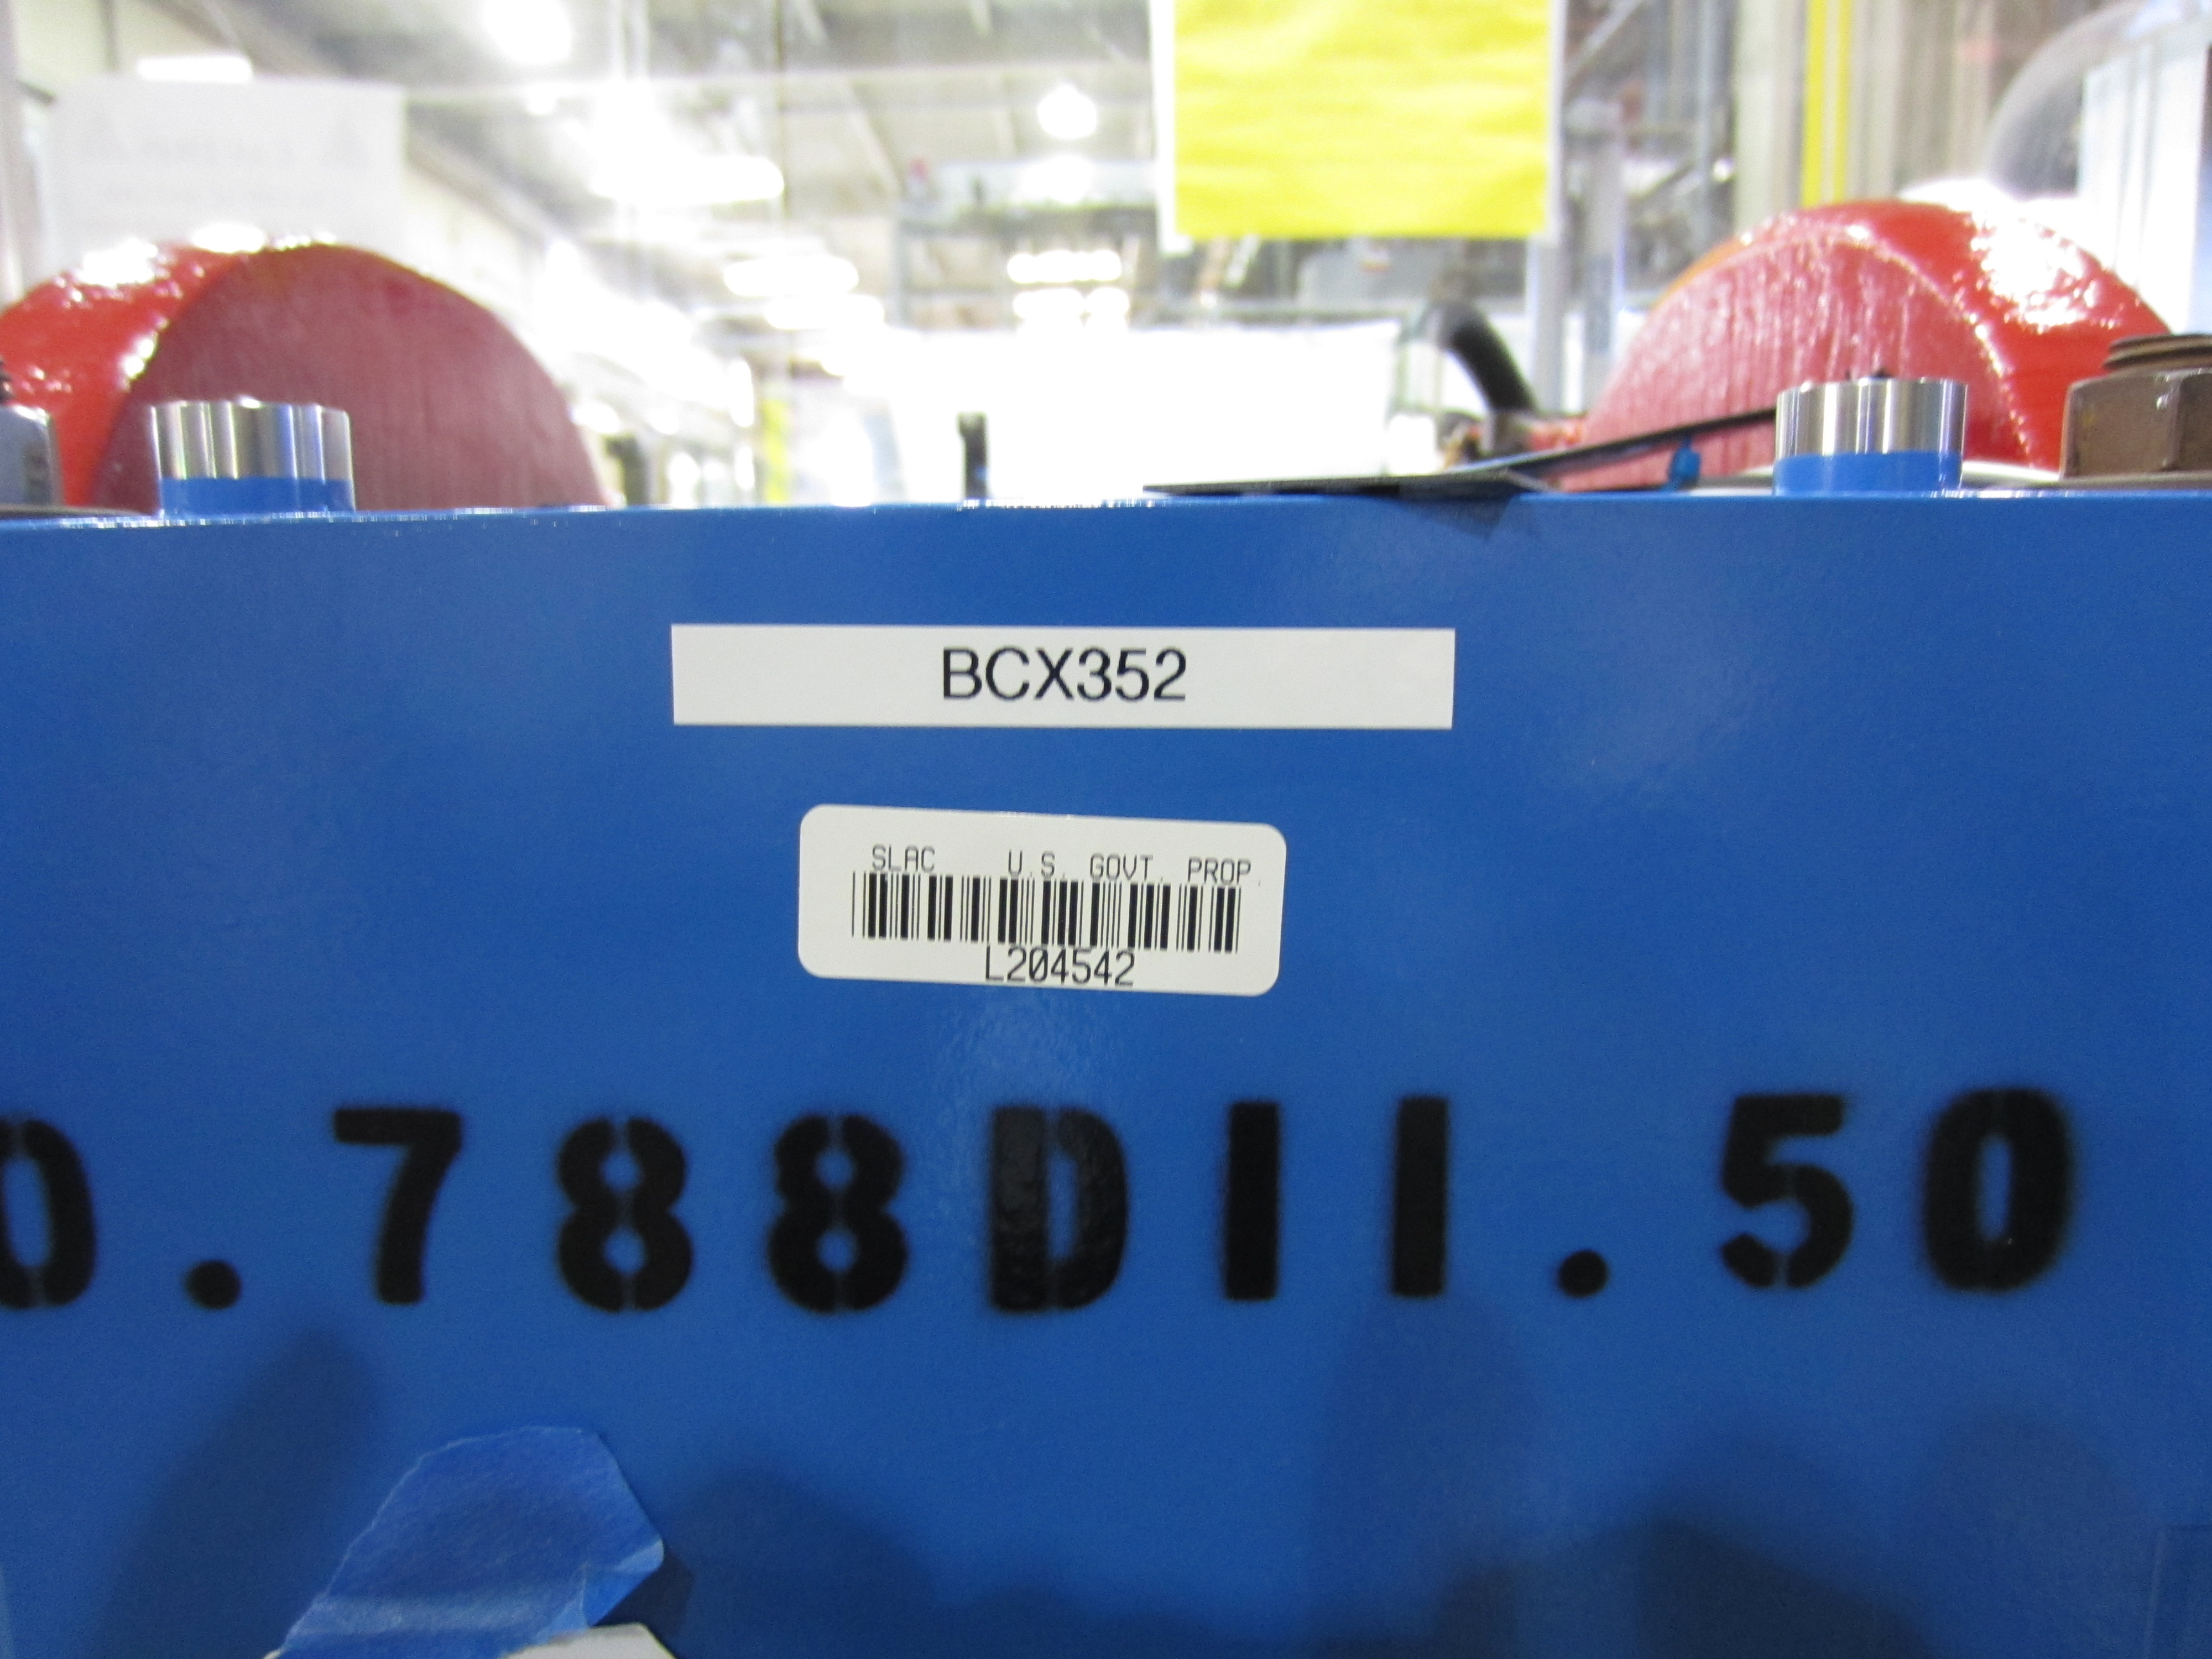 BCX352
SLAC U.S. GOVT. PROP.
L204542
0.788D11.50